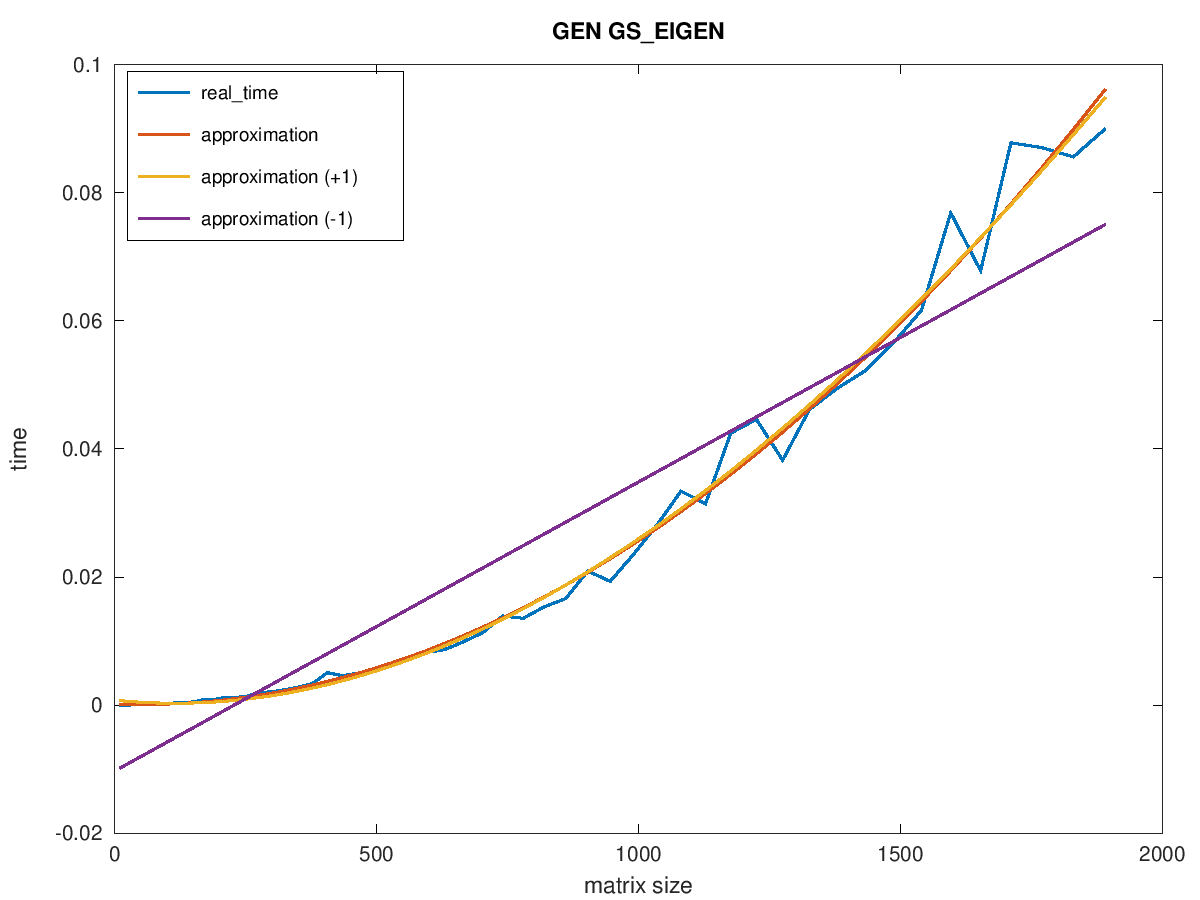 GEN GS_EIGEN
real_time
approximation
approximation (+1)
approximation (-1)
0.1
0.08
0.06
0.04
0.02
0
-0.02
time
0 500 1000 1500 2000
matrix size